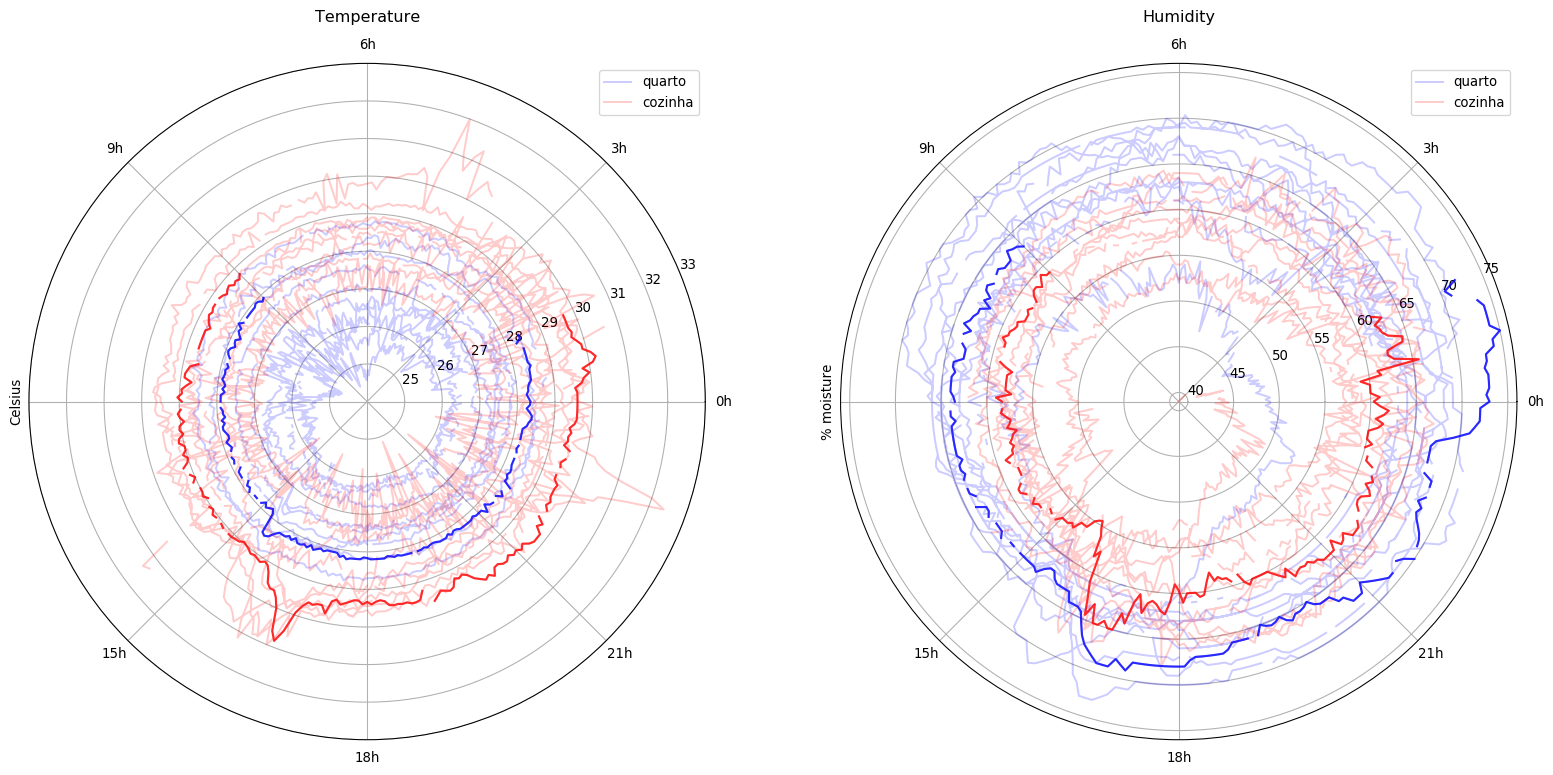 Temperature
6h
quarto
cozinha
9h
3h
33
32
31
30
29
28
27
26
25
0h
Celsius
15h
21h
18h
Humidity
6h
quarto
cozinha
9h
3h
75
70
65
60
55
50
45
40
0h
% moisture
15h
21h
18h